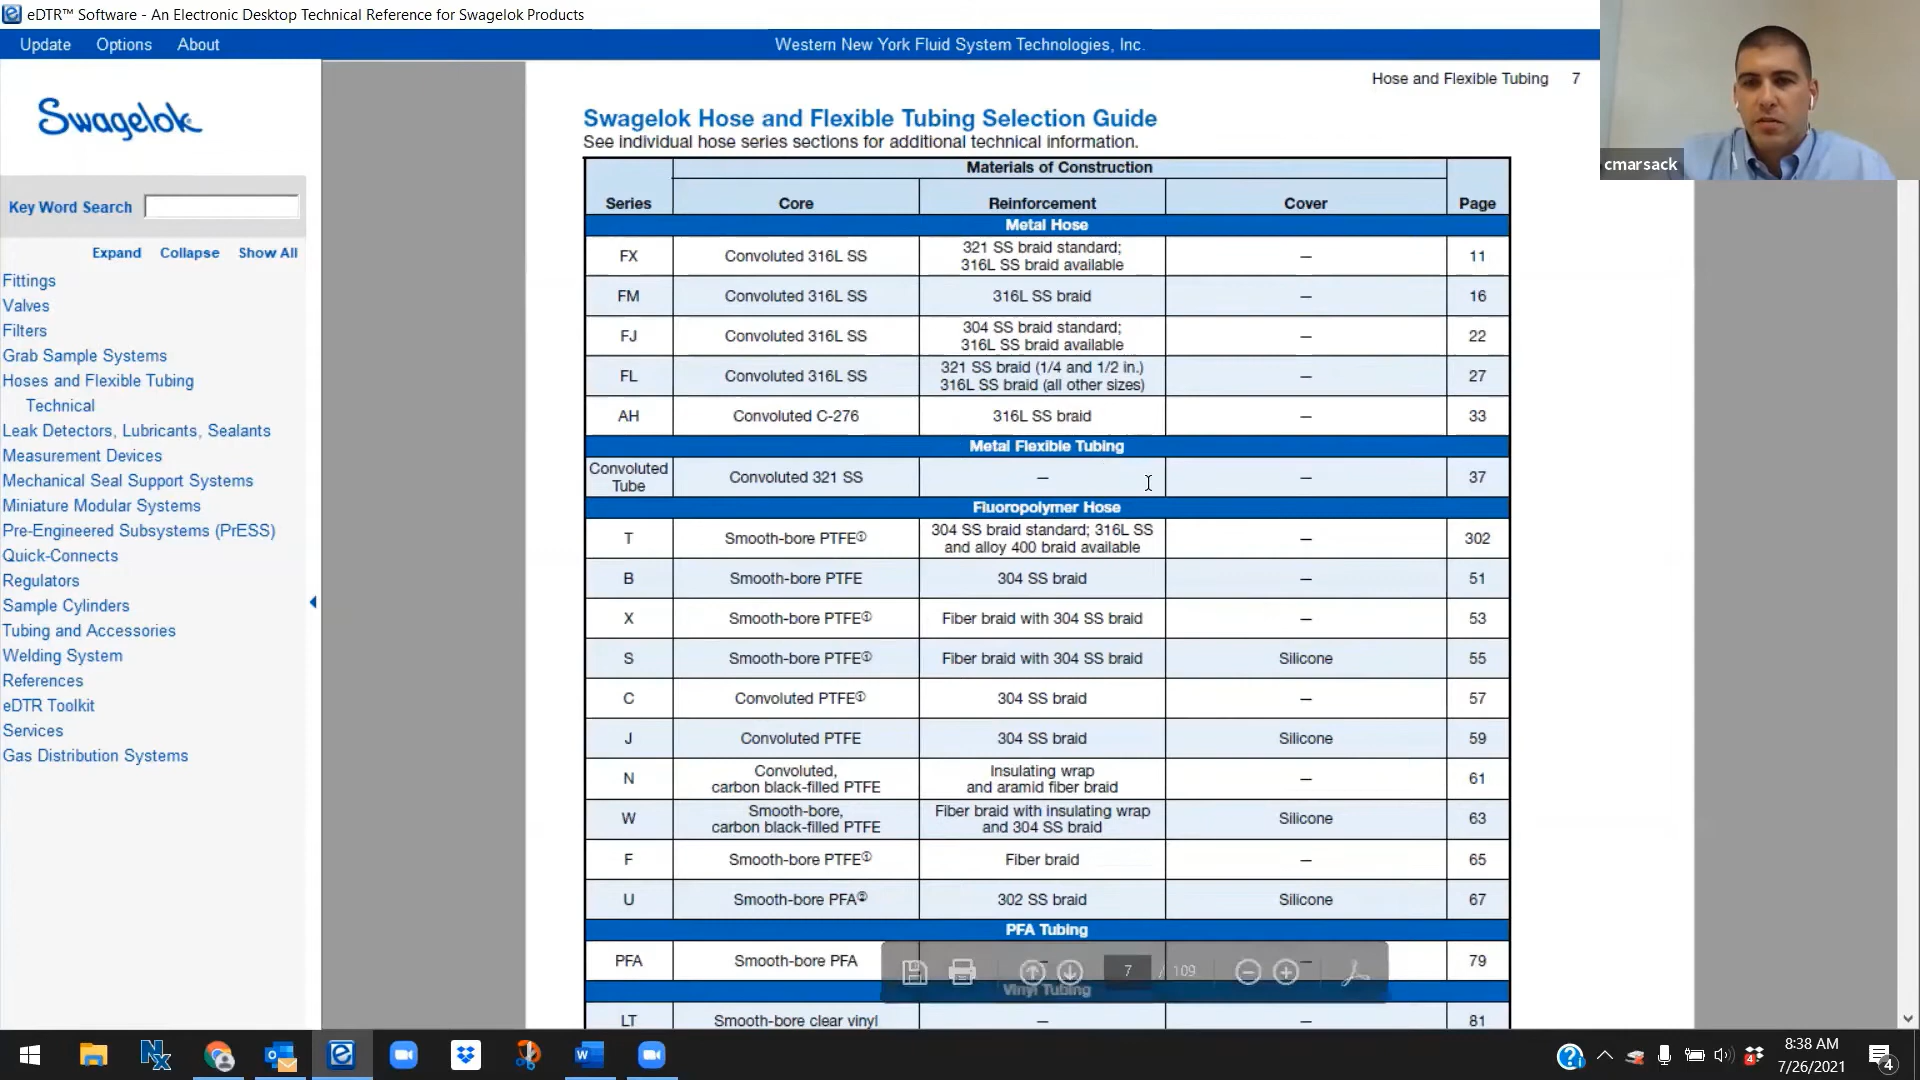 eDTR™ Software - An Electronic Desktop Technical Reference for Swagelok Products
Update Options About
Western New York Fluid System Technologies, Inc.
cmarsack
Swagelok
Key Word Search
Expand Collapse Show All
Fittings
Valves
Filters
Grab Sample Systems
Hoses and Flexible Tubing
Technical
Leak Detectors, Lubricants, Sealants
Measurement Devices
Mechanical Seal Support Systems
Miniature Modular Systems
Pre-Engineered Subsystems (PrESS)
Quick-Connects
Regulators
Sample Cylinders
Tubing and Accessories
Welding System
References
eDTR Toolkit
Services
Gas Distribution Systems
Hose and Flexible Tubing 7
Swagelok Hose and Flexible Tubing Selection Guide
See individual hose series sections for additional technical information.
Materials of Construction
Series Core Reinforcement Cover Page
Metal Hose
FX Convoluted 316L SS 321 SS braid standard; 316L SS braid available — 11
FM Convoluted 316L SS 316L SS braid — 16
FJ Convoluted 316L SS 304 SS braid standard; 316L SS braid available — 22
FL Convoluted 316L SS 321 SS braid (1/4 and 1/2 in.) 316L SS braid (all other sizes) — 27
AH Convoluted C-276 316L SS braid — 33
Metal Flexible Tubing
Convoluted Tube Convoluted 321 SS — — 37
Fluoropolymer Hose
T Smooth-bore PTFE① 304 SS braid standard; 316L SS and alloy 400 braid available — 302
B Smooth-bore PTFE 304 SS braid — 51
X Smooth-bore PTFE① Fiber braid with 304 SS braid — 53
S Smooth-bore PTFE① Fiber braid with 304 SS braid Silicone 55
C Convoluted PTFE① 304 SS braid — 57
J Convoluted PTFE 304 SS braid Silicone 59
N Convoluted, carbon black-filled PTFE Insulating wrap and aramid fiber braid — 61
W Smooth-bore, carbon black-filled PTFE Fiber braid with insulating wrap and 304 SS braid Silicone 63
F Smooth-bore PTFE① Fiber braid — 65
U Smooth-bore PFA② 302 SS braid Silicone 67
PFA Tubing
PFA Smooth-bore PFA — — 79
7 / 109
Vinyl Tubing
LT Smooth-bore clear vinyl — — 81
8:38 AM
7/26/2021
4